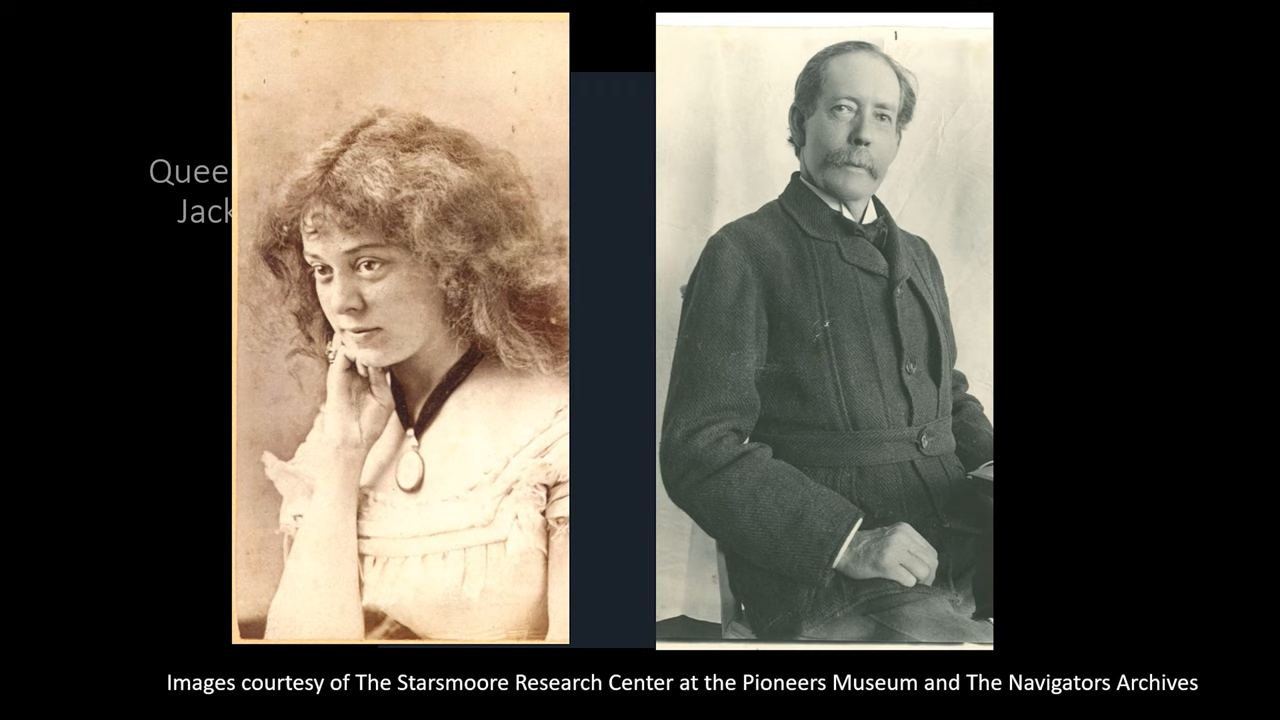 Quee
Jack
Images courtesy of The Starsmoore Research Center at the Pioneers Museum and The Navigators Archives